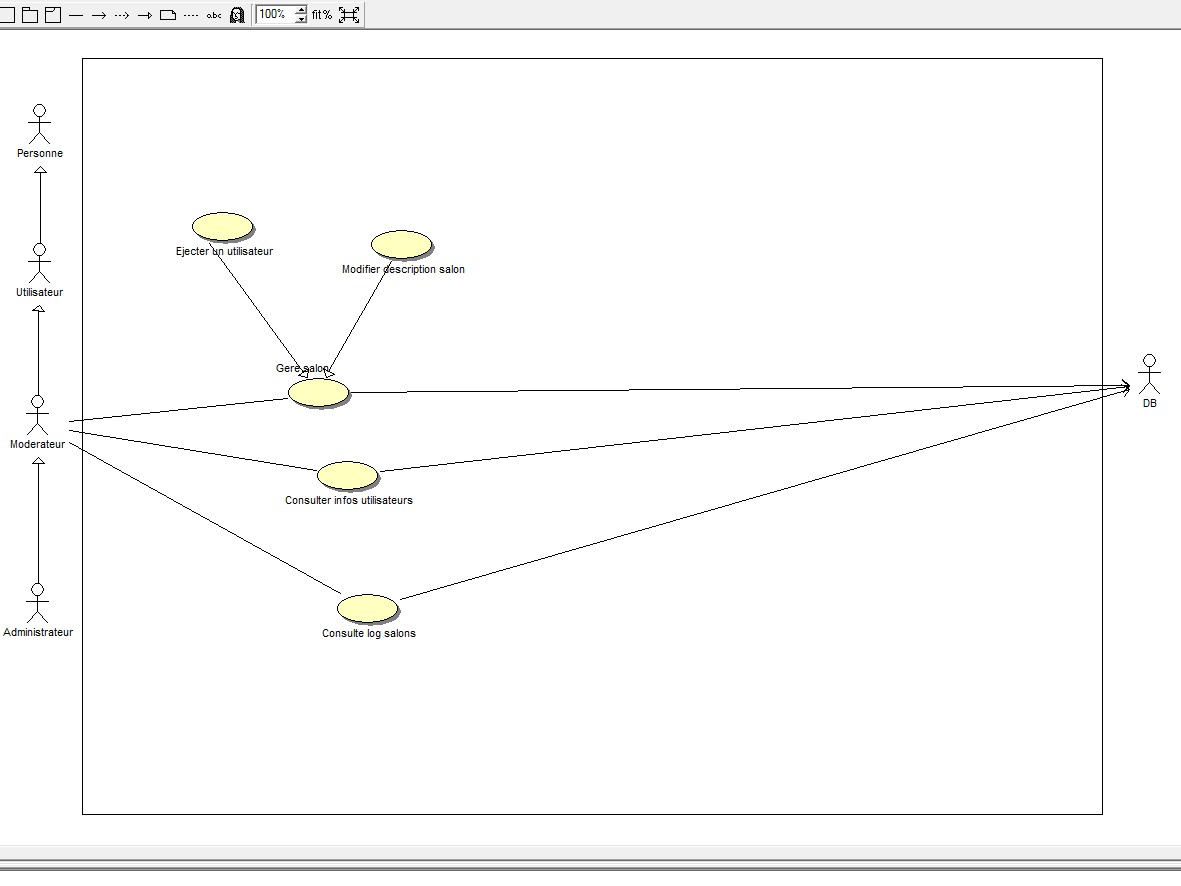 abc
100%
fit%
Personne
Ejecter un utilisateur
Modifier description salon
Utilisateur
Gere salon
DB
Moderateur
Consulter infos utilisateurs
Administrateur
Consulte log salons